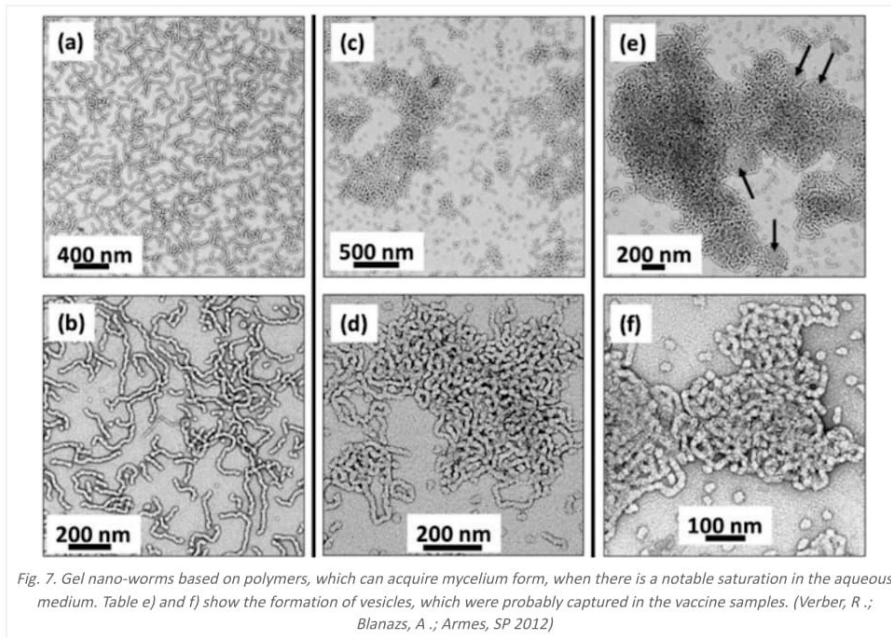 (a) (c) (e)
400 nm 500 nm 200 nm
(b) (d) (f)
200 nm 200 nm 100 nm
Fig. 7. Gel nano-worms based on polymers, which can acquire mycelium form, when there is a notable saturation in the aqueous
medium. Table e) and f) show the formation of vesicles, which were probably captured in the vaccine samples. (Verber, R .;
Blanazs, A .; Armes, SP 2012)